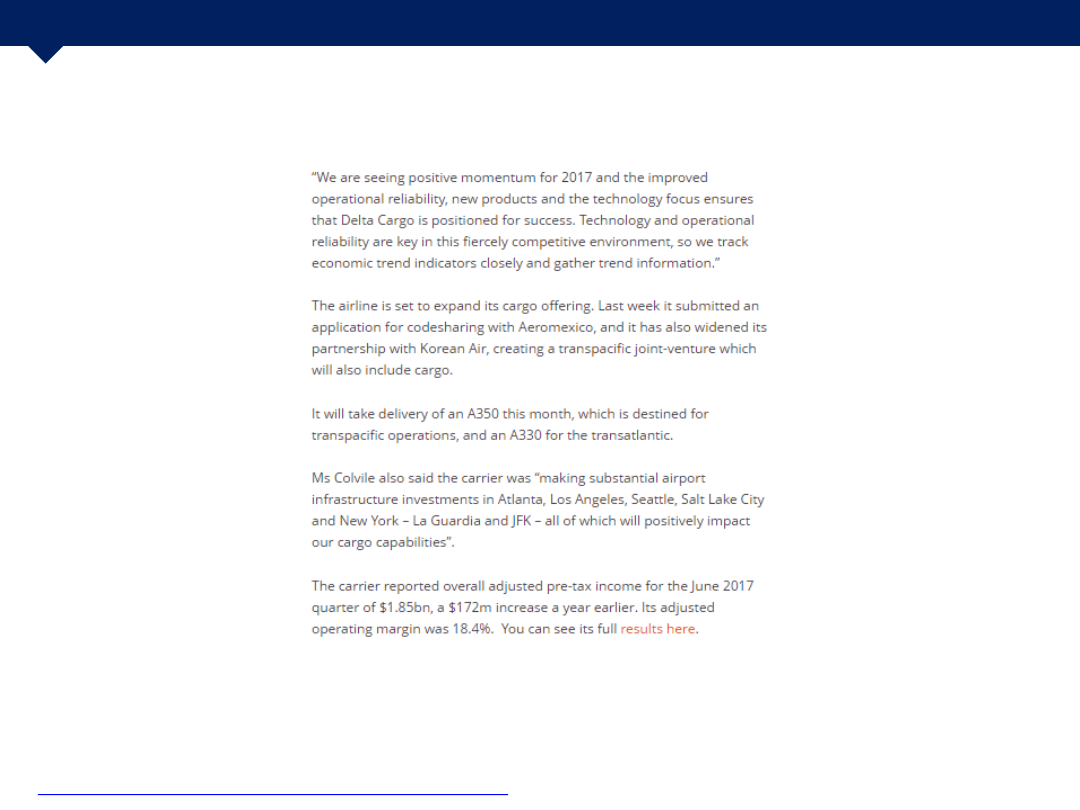 “We are seeing positive momentum for 2017 and the improved
operational reliability, new products and the technology focus ensures
that Delta Cargo is positioned for success. Technology and operational
reliability are key in this fiercely competitive environment, so we track
economic trend indicators closely and gather trend information.”
The airline is set to expand its cargo offering. Last week it submitted an
application for codesharing with Aeromexico, and it has also widened its
partnership with Korean Air, creating a transpacific joint-venture which
will also include cargo.
It will take delivery of an A350 this month, which is destined for
transpacific operations, and an A330 for the transatlantic.
Ms Colvile also said the carrier was “making substantial airport
infrastructure investments in Atlanta, Los Angeles, Seattle, Salt Lake City
and New York – La Guardia and JFK – all of which will positively impact
our cargo capabilities”.
The carrier reported overall adjusted pre-tax income for the June 2017
quarter of $1.85bn, a $172m increase a year earlier. Its adjusted
operating margin was 18.4%.  You can see its full results here.